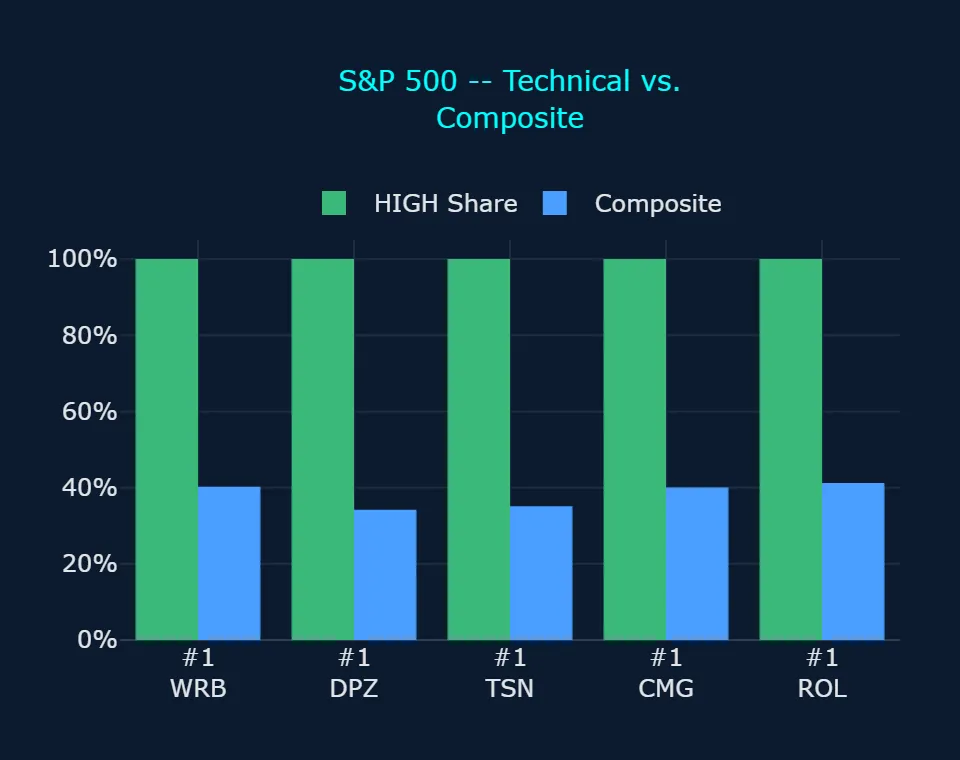 S&P 500 -- Technical vs.
Composite
HIGH Share Composite
100%
80%
60%
40%
20%
0%
#1 #1 #1 #1 #1
WRB DPZ TSN CMG ROL